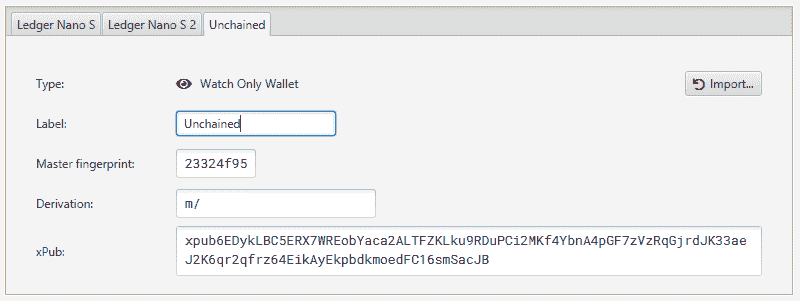 Ledger Nano S Ledger Nano S 2 Unchained
Type: Watch Only Wallet Import...
Label: Unchained
Master fingerprint: 23324f95
Derivation: m/
xPub: xpub6EDykLBC5ERX7WREobYaca2ALTFZKLku9RDuPCi2MKf4YbnA4pGF7zVzRqGjrdJK33ae
J2K6qr2qfrz64EikAyEkpbdkmoedFC16smSacJB